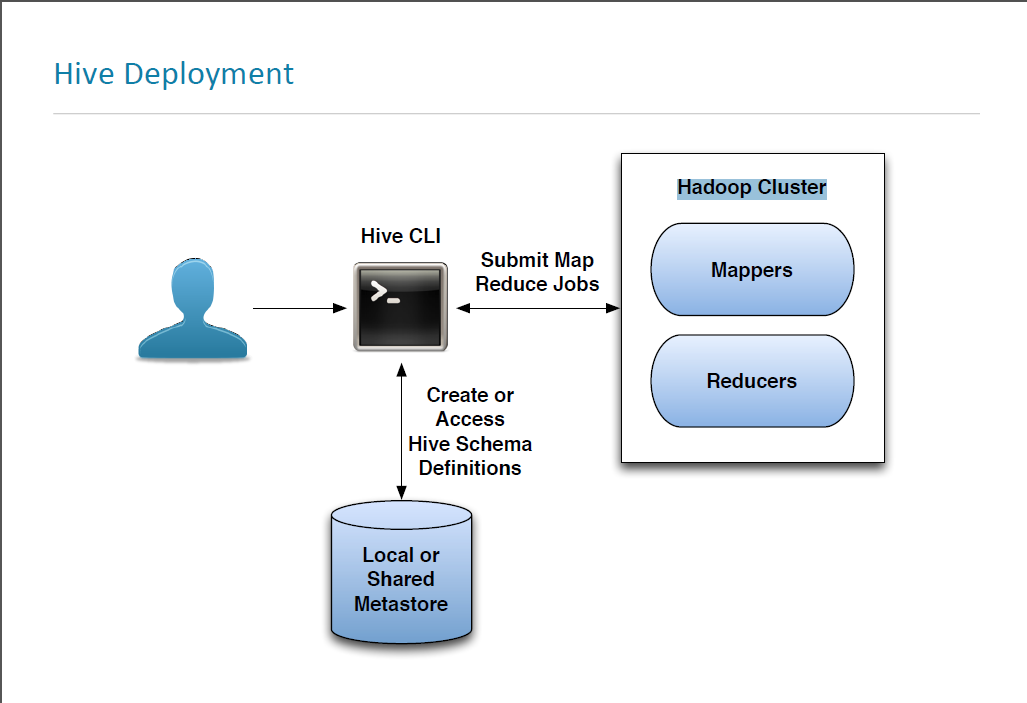 Hive Deployment
Hadoop Cluster
Hive CLI
>_
Submit Map
Reduce Jobs
Mappers
Reducers
Create or
Access
Hive Schema
Definitions
Local or
Shared
Metastore